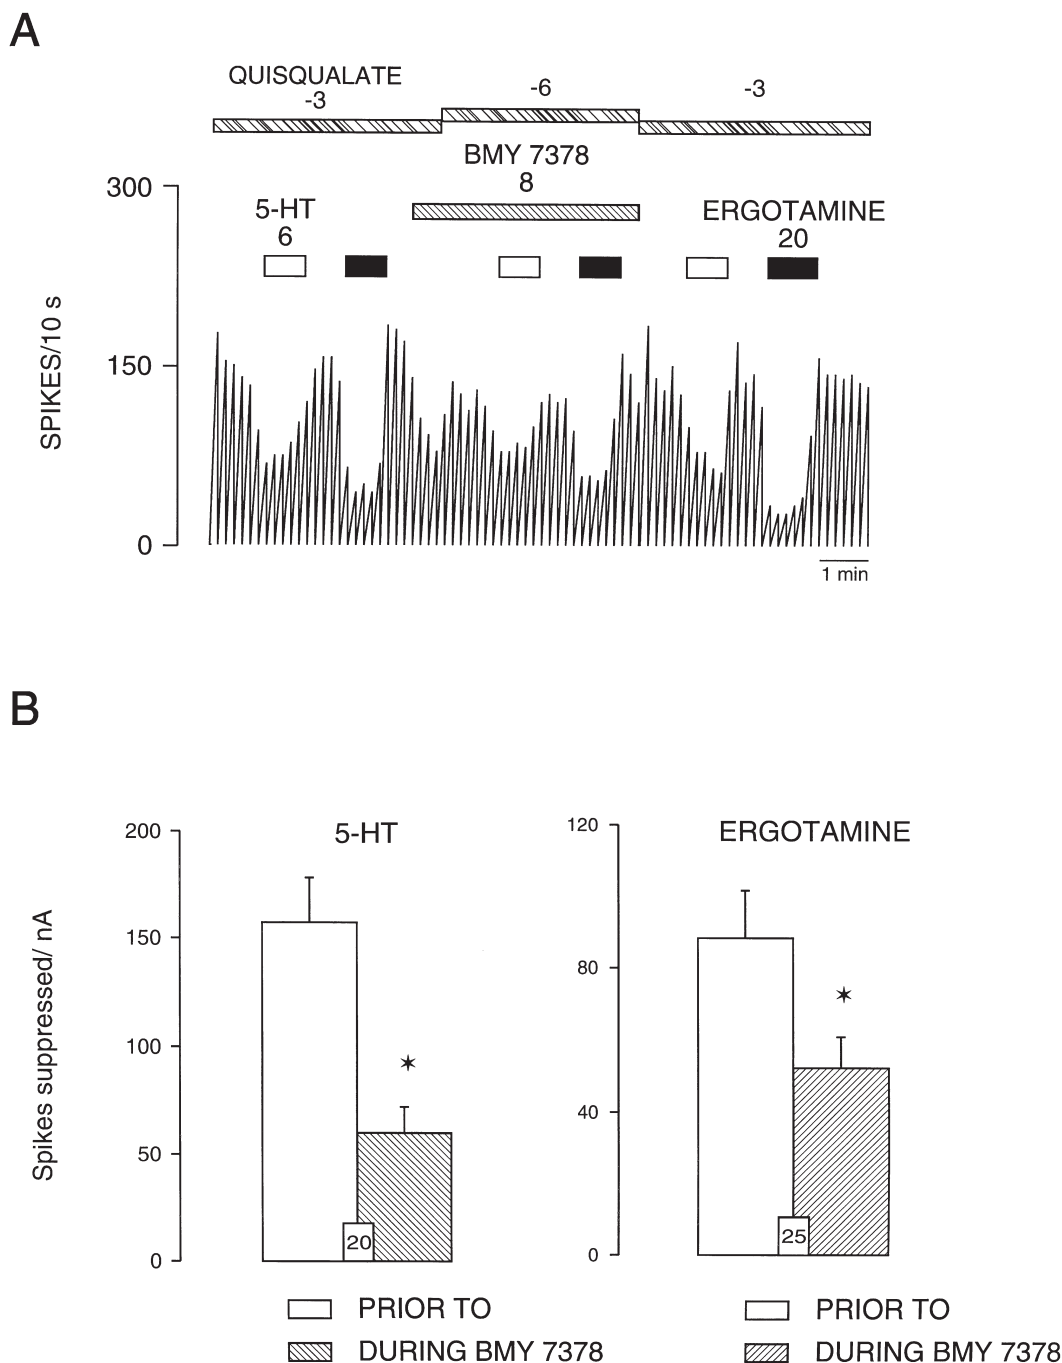 A
QUISQUALATE
-3
-6
-3
BMY 7378
8
5-HT
6
ERGOTAMINE
20
300
150
0
SPIKES/10 s
1 min
B
5-HT
200
150
100
50
0
Spikes suppressed/ nA
*
20
PRIOR TO
DURING BMY 7378
ERGOTAMINE
120
80
40
0
*
25
PRIOR TO
DURING BMY 7378